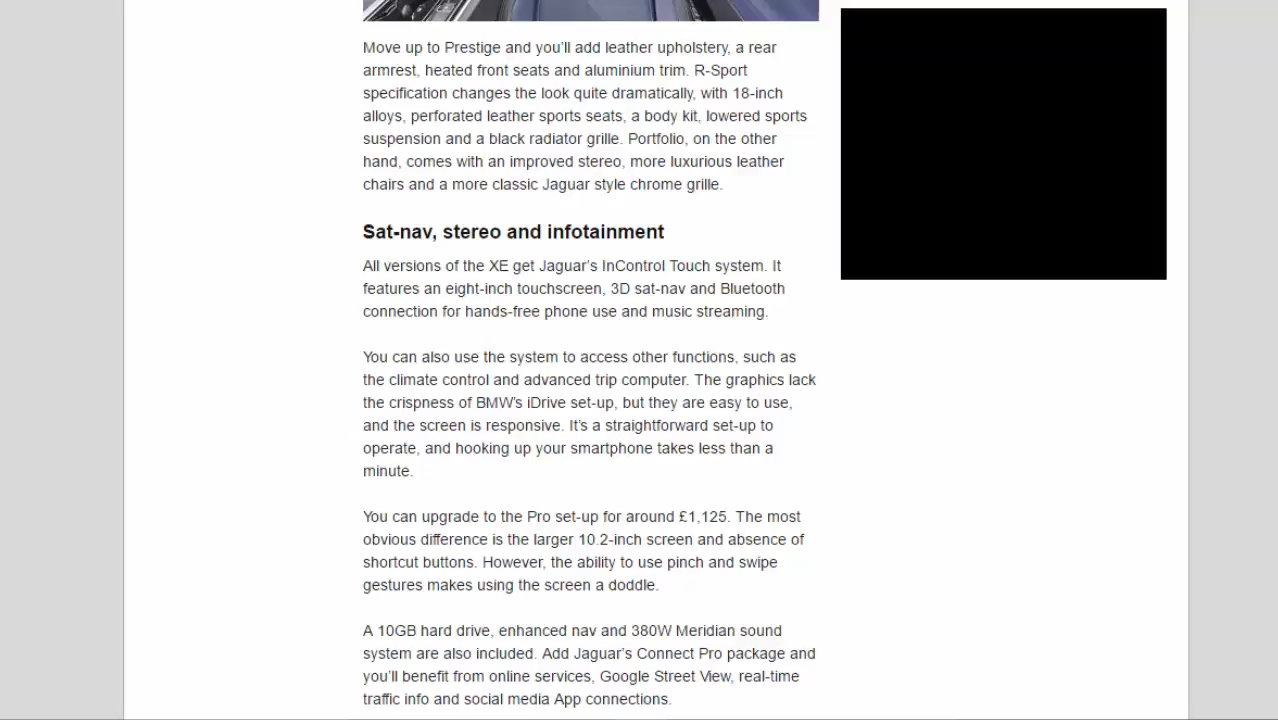 Move up to Prestige and you'll add leather upholstery, a rear
armrest, heated front seats and aluminium trim. R-Sport
specification changes the look quite dramatically, with 18-inch
alloys, perforated leather sports seats, a body kit, lowered sports
suspension and a black radiator grille. Portfolio, on the other
hand, comes with an improved stereo, more luxurious leather
chairs and a more classic Jaguar style chrome grille.
Sat-nav, stereo and infotainment
All versions of the XE get Jaguar's InControl Touch system. It
features an eight-inch touchscreen, 3D sat-nav and Bluetooth
connection for hands-free phone use and music streaming.
You can also use the system to access other functions, such as
the climate control and advanced trip computer. The graphics lack
the crispness of BMW's iDrive set-up, but they are easy to use,
and the screen is responsive. It's a straightforward set-up to
operate, and hooking up your smartphone takes less than a
minute.
You can upgrade to the Pro set-up for around £1,125. The most
obvious difference is the larger 10.2-inch screen and absence of
shortcut buttons. However, the ability to use pinch and swipe
gestures makes using the screen a doddle.
A 10GB hard drive, enhanced nav and 380W Meridian sound
system are also included. Add Jaguar's Connect Pro package and
you'll benefit from online services, Google Street View, real-time
traffic info and social media App connections.